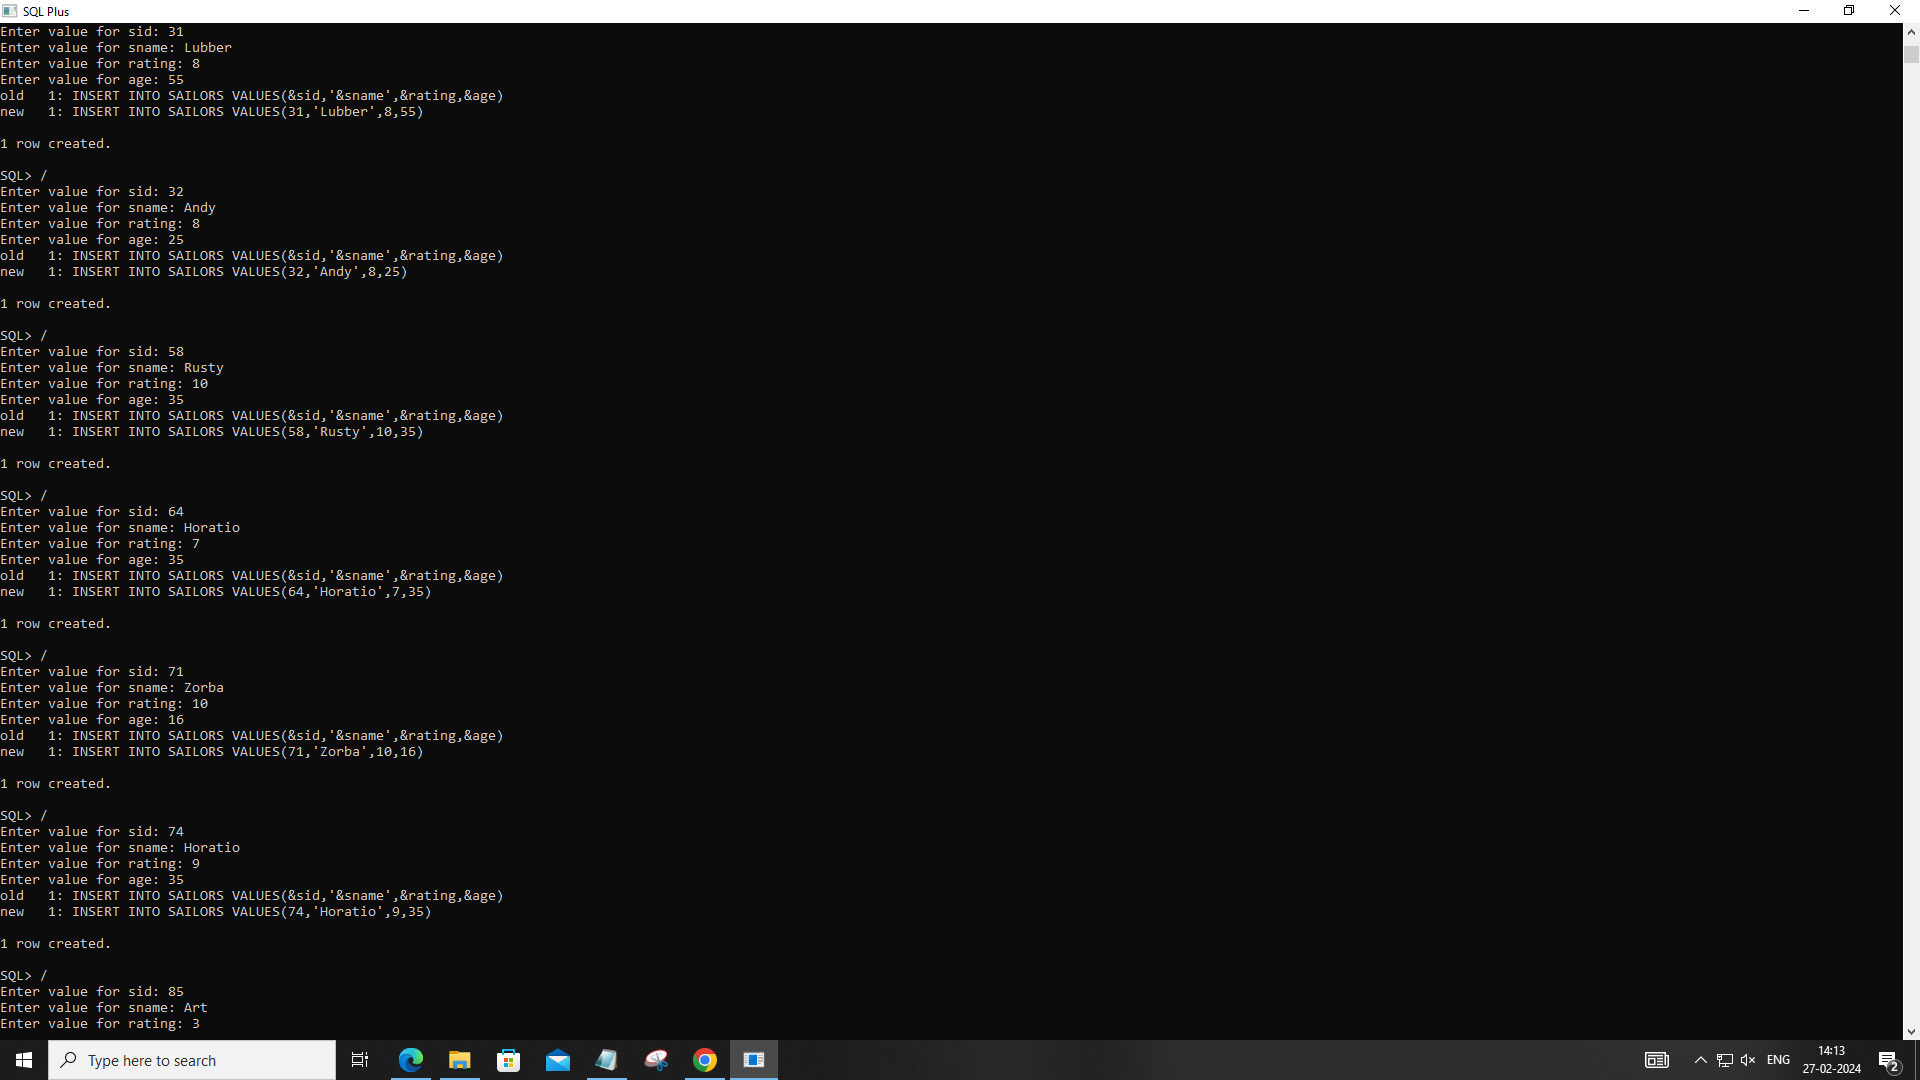 SQL Plus
Enter value for sid: 31
Enter value for sname: Lubber
Enter value for rating: 8
Enter value for age: 55
old   1: INSERT INTO SAILORS VALUES(&sid,'&sname',&rating,&age)
new   1: INSERT INTO SAILORS VALUES(31,'Lubber',8,55)
1 row created.
SQL> /
Enter value for sid: 32
Enter value for sname: Andy
Enter value for rating: 8
Enter value for age: 25
old   1: INSERT INTO SAILORS VALUES(&sid,'&sname',&rating,&age)
new   1: INSERT INTO SAILORS VALUES(32,'Andy',8,25)
1 row created.
SQL> /
Enter value for sid: 58
Enter value for sname: Rusty
Enter value for rating: 10
Enter value for age: 35
old   1: INSERT INTO SAILORS VALUES(&sid,'&sname',&rating,&age)
new   1: INSERT INTO SAILORS VALUES(58,'Rusty',10,35)
1 row created.
SQL> /
Enter value for sid: 64
Enter value for sname: Horatio
Enter value for rating: 7
Enter value for age: 35
old   1: INSERT INTO SAILORS VALUES(&sid,'&sname',&rating,&age)
new   1: INSERT INTO SAILORS VALUES(64,'Horatio',7,35)
1 row created.
SQL> /
Enter value for sid: 71
Enter value for sname: Zorba
Enter value for rating: 10
Enter value for age: 16
old   1: INSERT INTO SAILORS VALUES(&sid,'&sname',&rating,&age)
new   1: INSERT INTO SAILORS VALUES(71,'Zorba',10,16)
1 row created.
SQL> /
Enter value for sid: 74
Enter value for sname: Horatio
Enter value for rating: 9
Enter value for age: 35
old   1: INSERT INTO SAILORS VALUES(&sid,'&sname',&rating,&age)
new   1: INSERT INTO SAILORS VALUES(74,'Horatio',9,35)
1 row created.
SQL> /
Enter value for sid: 85
Enter value for sname: Art
Enter value for rating: 3
Type here to search
ENG
14:13
27-02-2024
2